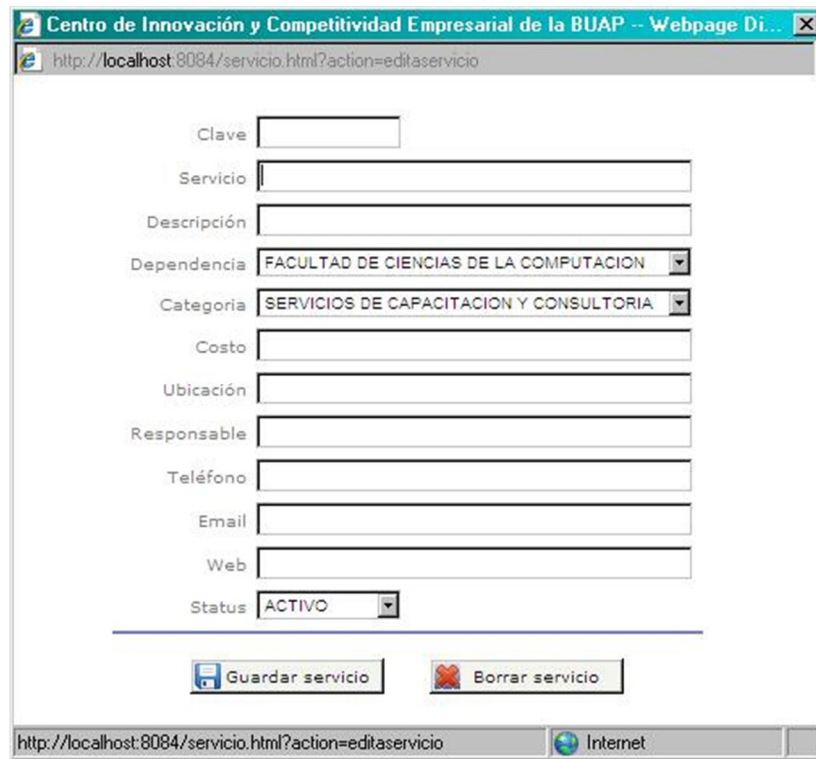 Centro de Innovación y Competitividad Empresarial de la BUAP -- Webpage Di...
http://localhost:8084/servicio.html?action=editaservicio
Clave
Servicio
Descripción
Dependencia FACULTAD DE CIENCIAS DE LA COMPUTACION
Categoria SERVICIOS DE CAPACITACION Y CONSULTORIA
Costo
Ubicación
Responsable
Teléfono
Email
Web
Status ACTIVO
Guardar servicio Borrar servicio
http://localhost:8084/servicio.html?action=editaservicio Internet